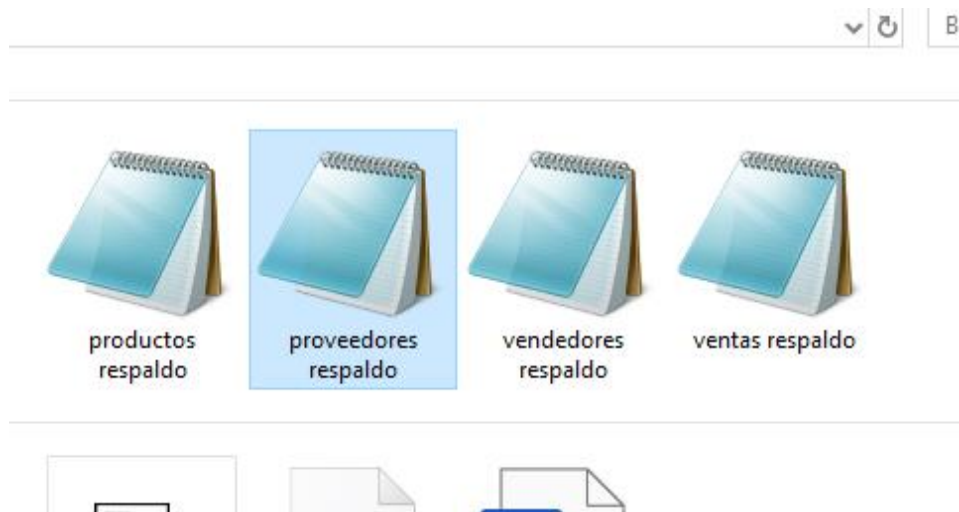 B
productos
respaldo
proveedores
respaldo
vendedores
respaldo
ventas respaldo